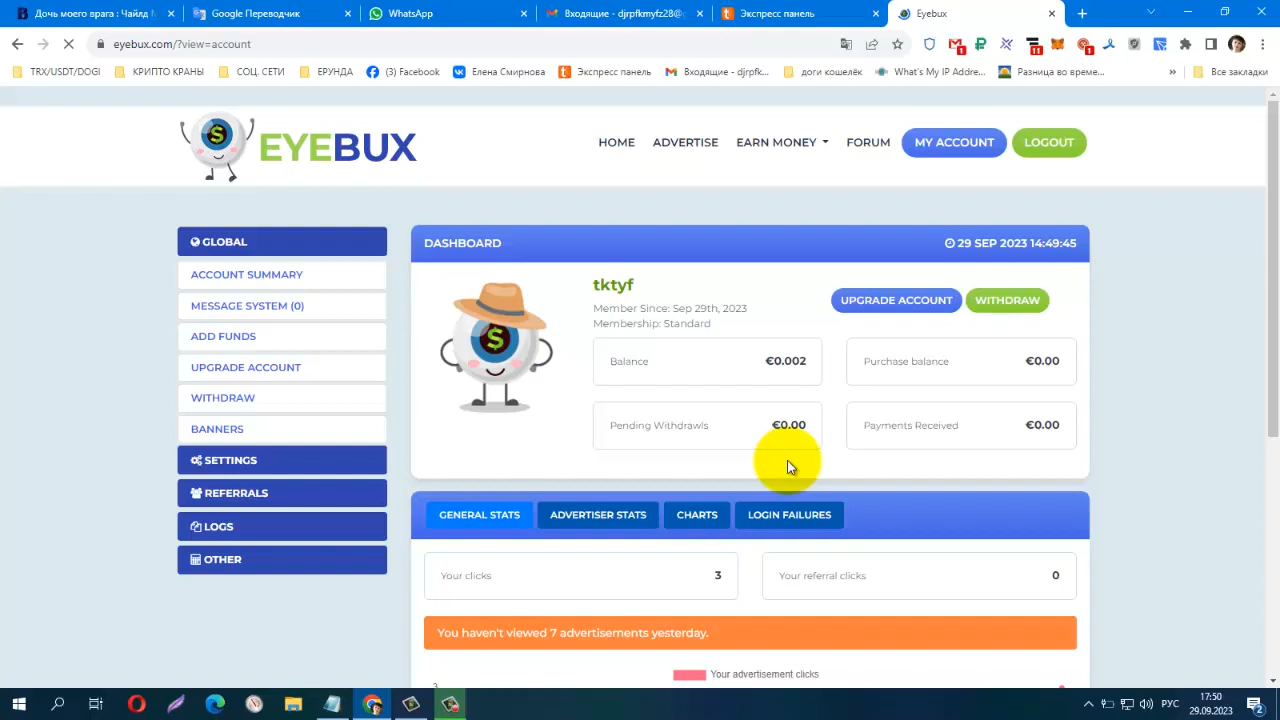 Дочь моего врага : Чайлд М
Google Переводчик
WhatsApp
Входящие - djrpfkmyfz28@g
Экспресс панель
Eyebux
eyebux.com/?view=account
TRX/USDT/DOGI
КРИПТО КРАНЫ
СОЦ. СЕТИ
ЕРУНДА
(3) Facebook
Елена Смирнова
Экспресс панель
Входящие - djrpfk...
доги кошелёк
What's My IP Addre...
Разница во време...
»
Все закладки
EYEBUX
HOME
ADVERTISE
EARN MONEY
FORUM
MY ACCOUNT
LOGOUT
GLOBAL
ACCOUNT SUMMARY
MESSAGE SYSTEM (0)
ADD FUNDS
UPGRADE ACCOUNT
WITHDRAW
BANNERS
SETTINGS
REFERRALS
LOGS
OTHER
DASHBOARD
29 SEP 2023 14:49:45
tktyf
Member Since: Sep 29th, 2023
Membership: Standard
UPGRADE ACCOUNT
WITHDRAW
Balance €0.002
Purchase balance €0.00
Pending Withdrawls €0.00
Payments Received €0.00
GENERAL STATS
ADVERTISER STATS
CHARTS
LOGIN FAILURES
Your clicks 3
Your referral clicks 0
You haven't viewed 7 advertisements yesterday.
Your advertisement clicks
3
РУС
17:50
29.09.2023
2